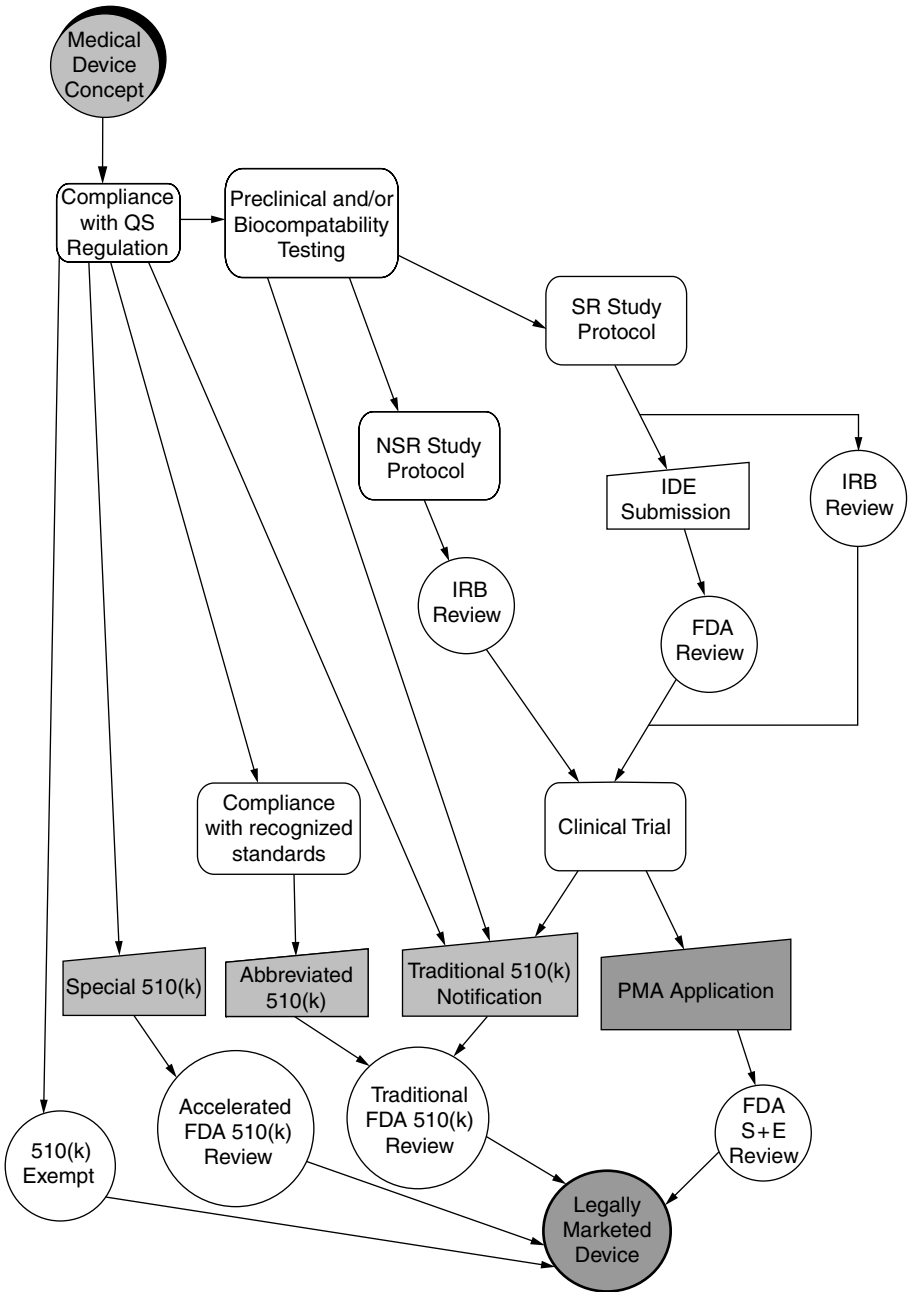 Medical
Device
Concept
Compliance
with QS
Regulation
Preclinical and/or
Biocompatability
Testing
SR Study
Protocol
NSR Study
Protocol
IDE
Submission
IRB
Review
IRB
Review
FDA
Review
Compliance
with recognized
standards
Clinical Trial
Special 510(k)
Abbreviated
510(k)
Traditional 510(k)
Notification
PMA Application
Accelerated
FDA 510(k)
Review
Traditional
FDA 510(k)
Review
FDA
S+E
Review
510(k)
Exempt
Legally
Marketed
Device